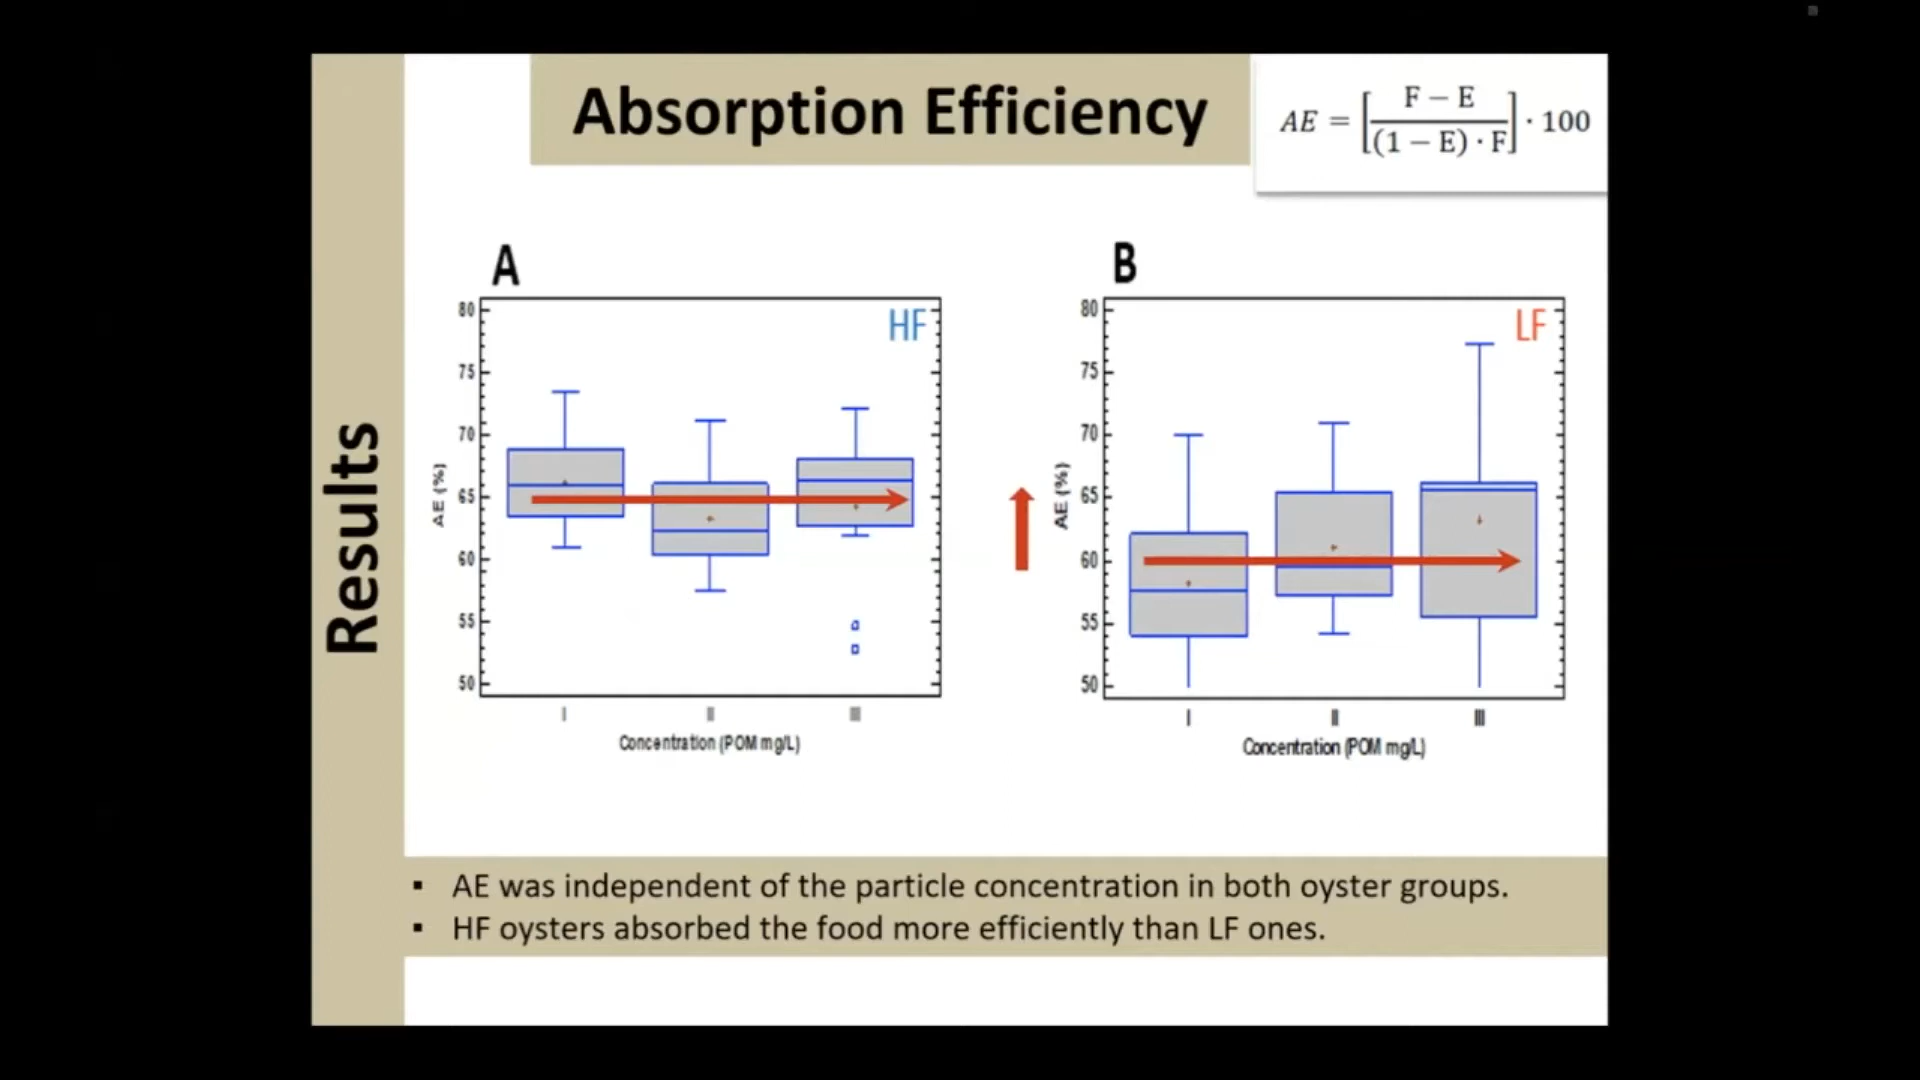 Absorption Efficiency
AE = [F − E / (1 − E) · F] · 100
Results
A
HF
80
75
70
65
60
55
50
AE (%)
I
II
III
Concentration (POM mg/L)
B
LF
80
75
70
65
60
55
50
AE (%)
I
II
III
Concentration (POM mg/L)
▪ AE was independent of the particle concentration in both oyster groups.
▪ HF oysters absorbed the food more efficiently than LF ones.